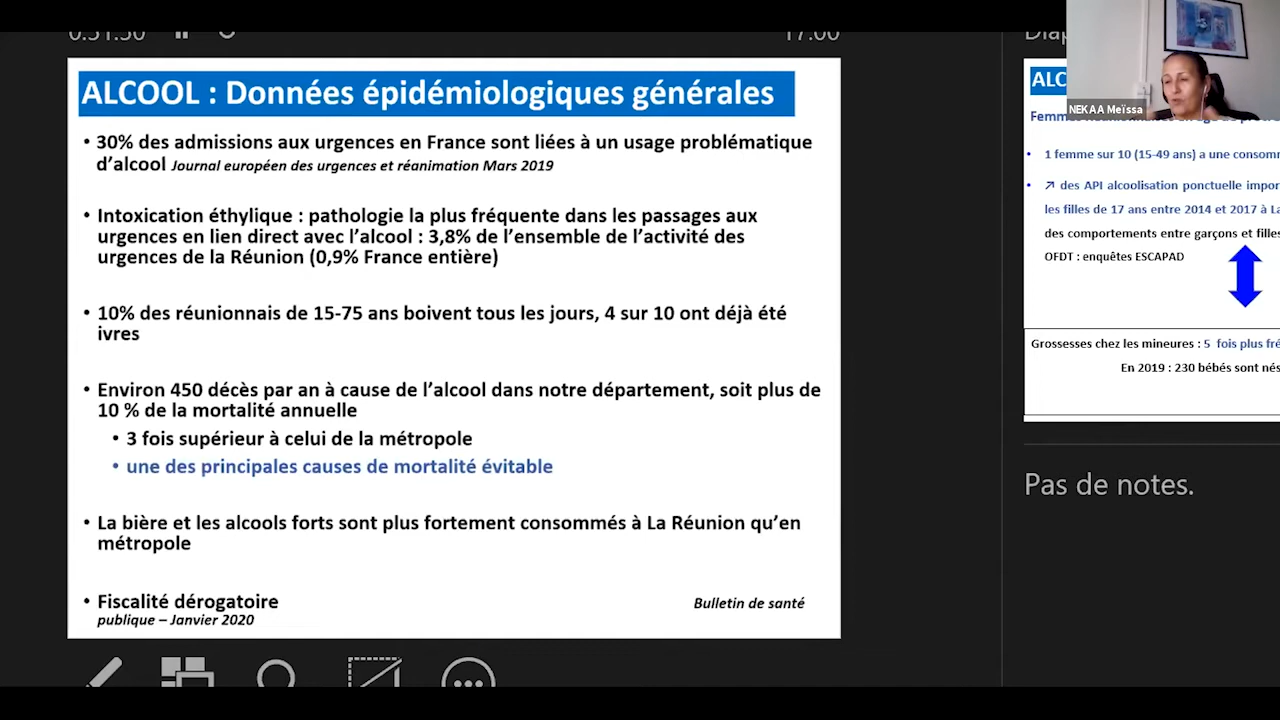 0:51:50
17:00
ALCOOL : Données épidémiologiques générales
• 30% des admissions aux urgences en France sont liées à un usage problématique
d’alcool Journal européen des urgences et réanimation Mars 2019
• Intoxication éthylique : pathologie la plus fréquente dans les passages aux
urgences en lien direct avec l’alcool : 3,8% de l’ensemble de l’activité des
urgences de la Réunion (0,9% France entière)
• 10% des réunionnais de 15-75 ans boivent tous les jours, 4 sur 10 ont déjà été
ivres
• Environ 450 décès par an à cause de l’alcool dans notre département, soit plus de
10 % de la mortalité annuelle
• 3 fois supérieur à celui de la métropole
• une des principales causes de mortalité évitable
• La bière et les alcools forts sont plus fortement consommés à La Réunion qu’en
métropole
• Fiscalité dérogatoire Bulletin de santé
publique – Janvier 2020
Diap
NEKAA Meïssa
ALC
• 1 femme sur 10 (15-49 ans) a une consomm
• ↗ des API alcoolisation ponctuelle impor
les filles de 17 ans entre 2014 et 2017 à La
des comportements entre garçons et filles
OFDT : enquêtes ESCAPAD
Grossesses chez les mineures : 5 fois plus fré
En 2019 : 230 bébés sont nés
Pas de notes.